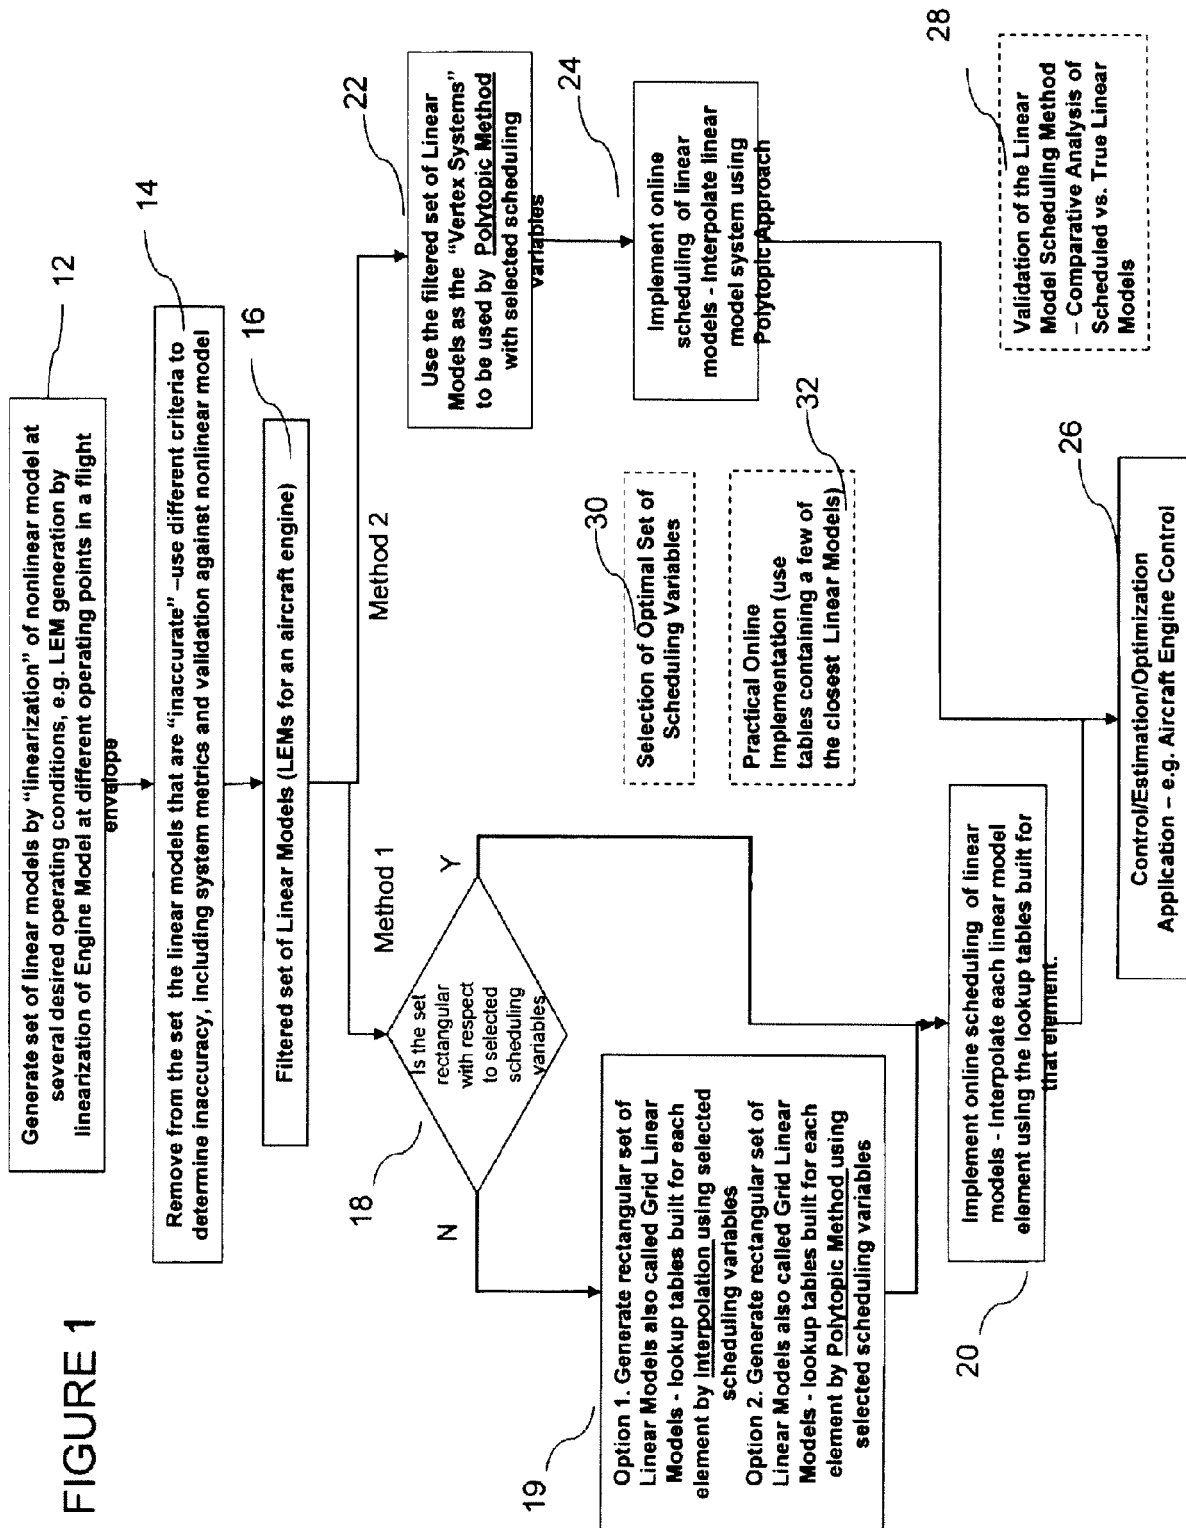 FIGURE 1
Generate set of linear models by “linearization” of nonlinear model at
several desired operating conditions, e.g. LEM generation by
linearization of Engine Model at different operating points in a flight
envelope
12
Remove from the set the linear models that are “inaccurate” –use different criteria to
determine inaccuracy, including system metrics and validation against nonlinear model
14
Filtered set of Linear Models (LEMs for an aircraft engine)
16
Method 1
Method 2
Is the set
rectangular
with respect
to selected
scheduling
variables
18
N
Y
Option 1. Generate rectangular set of
Linear Models also called Grid Linear
Models - lookup tables built for each
element by Interpolation using selected
scheduling variables
Option 2. Generate rectangular set of
Linear Models also called Grid Linear
Models - lookup tables built for each
element by Polytopic Method using
selected scheduling variables
19
Implement online scheduling of linear
models - Interpolate each linear model
element using the lookup tables built for
that element.
20
Use the filtered set of Linear
Models as the “Vertex Systems”
to be used by Polytopic Method
with selected scheduling
variables
22
Implement online
scheduling of linear
models - Interpolate linear
model system using
Polytopic Approach
24
Selection of Optimal Set of
Scheduling Variables
30
Practical Online
Implementation (use
tables containing a few of
the closest Linear Models)
32
Control/Estimation/Optimization
Application – e.g. Aircraft Engine Control
26
Validation of the Linear
Model Scheduling Method
– Comparative Analysis of
Scheduled vs. True Linear
Models
28